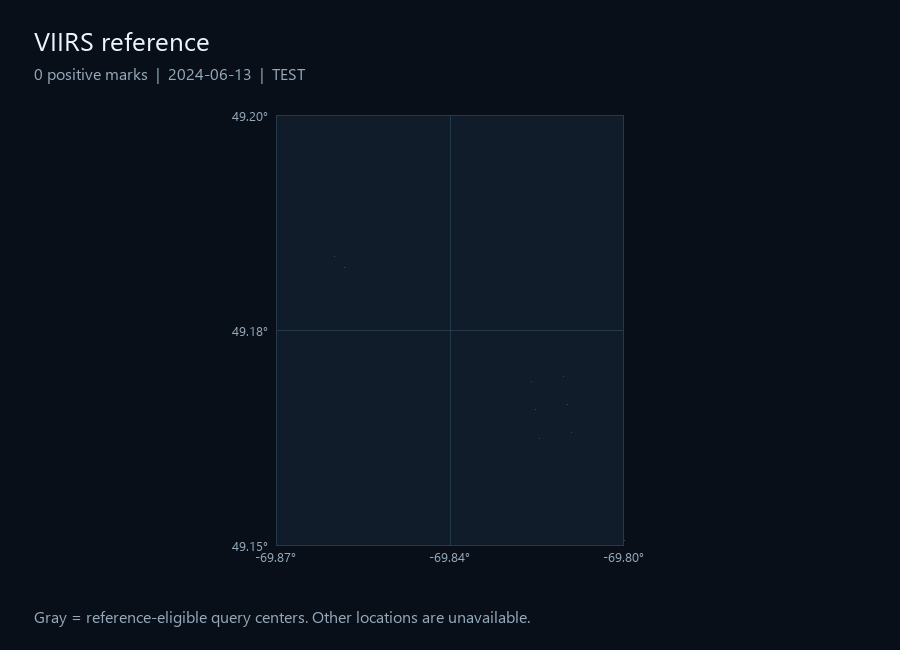 VIIRS reference
0 positive marks | 2024-06-13 | TEST
49.20°
49.18°
49.15°
-69.87° -69.84° -69.80°
Gray = reference-eligible query centers. Other locations are unavailable.